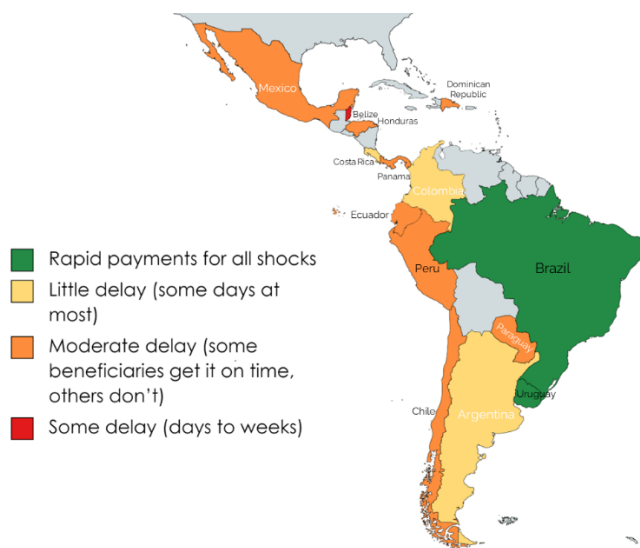 Mexico
Dominican
Republic
Belize
Honduras
Costa Rica
Panama
Colombia
Ecuador
Peru
Brazil
Paraguay
Uruguay
Chile
Argentina
Rapid payments for all shocks
Little delay (some days at
most)
Moderate delay (some
beneficiaries get it on time,
others don't)
Some delay (days to weeks)